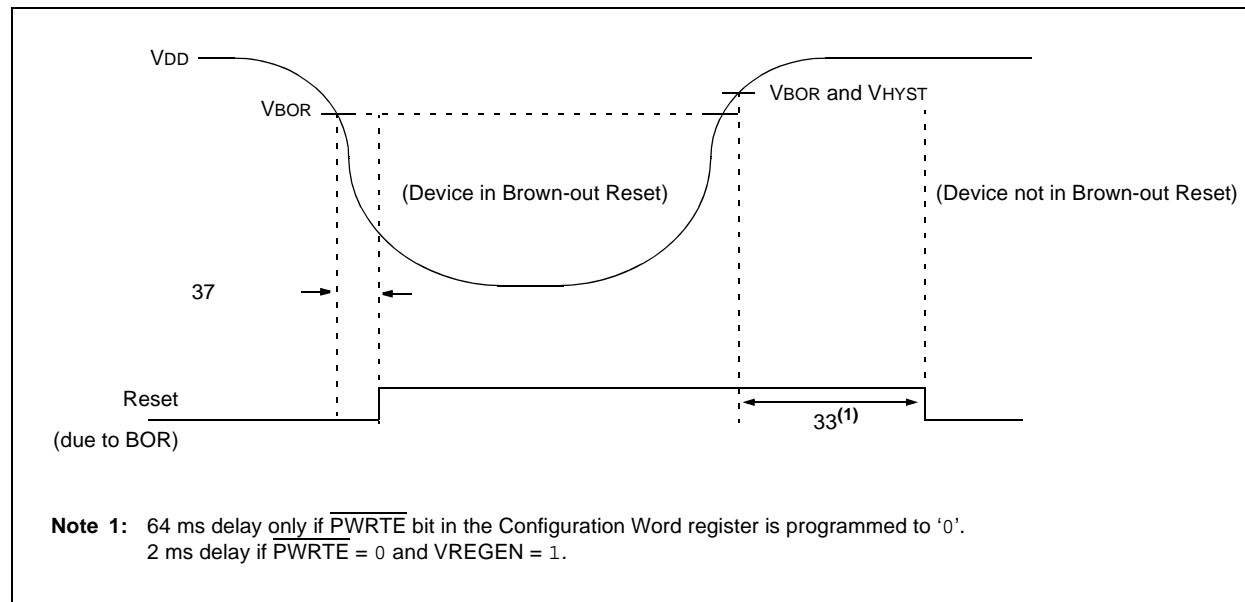 VDD
VBOR
VBOR and VHYST
(Device in Brown-out Reset)
(Device not in Brown-out Reset)
37
Reset
(due to BOR)
33(1)
Note 1: 64 ms delay only if PWRTE bit in the Configuration Word register is programmed to ‘0’.
2 ms delay if PWRTE = 0 and VREGEN = 1.